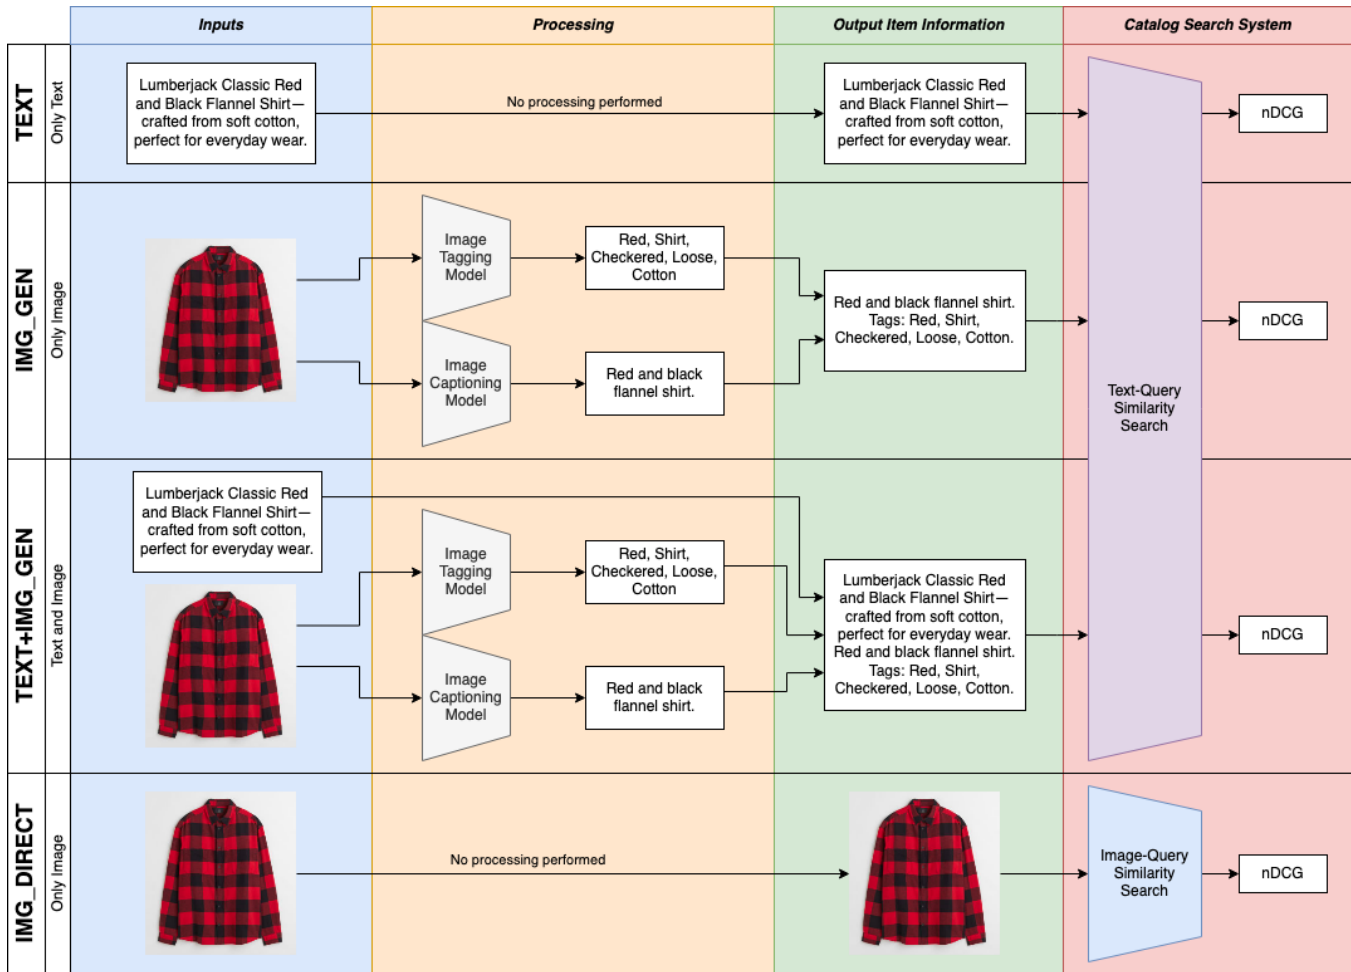 Inputs
Processing
Output Item Information
Catalog Search System
TEXT
Only Text
Lumberjack Classic Red
and Black Flannel Shirt—
crafted from soft cotton,
perfect for everyday wear.
No processing performed
Lumberjack Classic Red
and Black Flannel Shirt—
crafted from soft cotton,
perfect for everyday wear.
nDCG
IMG_GEN
Only Image
Image
Tagging
Model
Red, Shirt,
Checkered, Loose,
Cotton
Image
Captioning
Model
Red and black
flannel shirt.
Red and black flannel shirt.
Tags: Red, Shirt,
Checkered, Loose, Cotton.
Text-Query
Similarity
Search
nDCG
TEXT+IMG_GEN
Text and Image
Lumberjack Classic Red
and Black Flannel Shirt—
crafted from soft cotton,
perfect for everyday wear.
Image
Tagging
Model
Red, Shirt,
Checkered, Loose,
Cotton
Image
Captioning
Model
Red and black
flannel shirt.
Lumberjack Classic Red
and Black Flannel Shirt—
crafted from soft cotton,
perfect for everyday wear.
Red and black flannel shirt.
Tags: Red, Shirt,
Checkered, Loose, Cotton.
nDCG
IMG_DIRECT
Only Image
No processing performed
Image-Query
Similarity
Search
nDCG